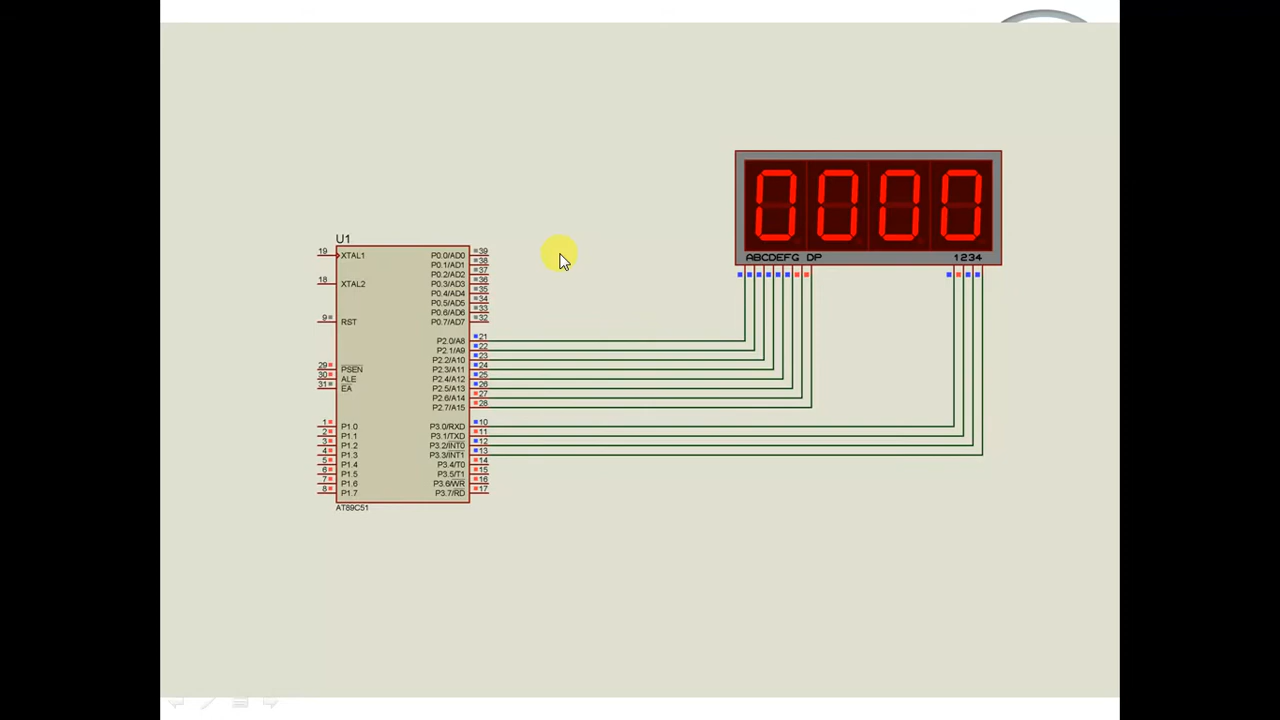 0000
ABCDEFG DP
1234
U1
19 XTAL1
18 XTAL2
9 RST
29 PSEN
30 ALE
31 EA
1 P1.0
2 P1.1
3 P1.2
4 P1.3
5 P1.4
6 P1.5
7 P1.6
8 P1.7
P0.0/AD0 39
P0.1/AD1 38
P0.2/AD2 37
P0.3/AD3 36
P0.4/AD4 35
P0.5/AD5 34
P0.6/AD6 33
P0.7/AD7 32
P2.0/A8 21
P2.1/A9 22
P2.2/A10 23
P2.3/A11 24
P2.4/A12 25
P2.5/A13 26
P2.6/A14 27
P2.7/A15 28
P3.0/RXD 10
P3.1/TXD 11
P3.2/INT0 12
P3.3/INT1 13
P3.4/T0 14
P3.5/T1 15
P3.6/WR 16
P3.7/RD 17
AT89C51